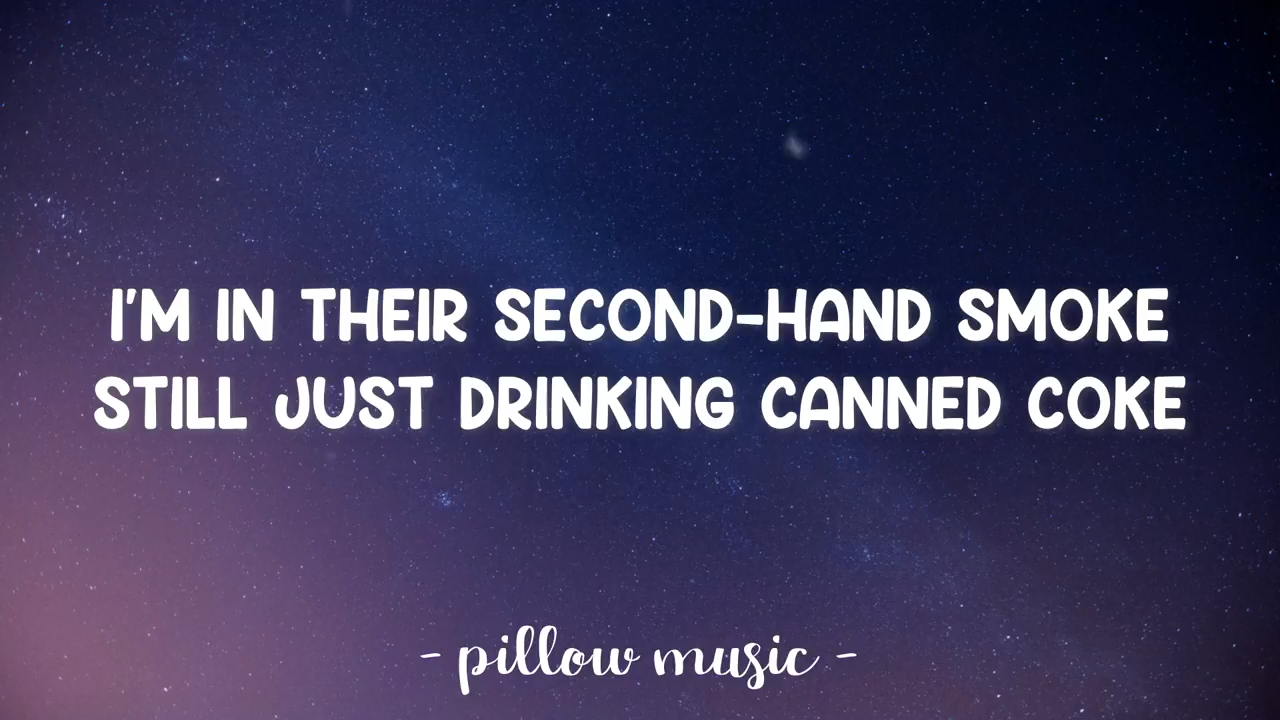 I'M IN THEIR SECOND-HAND SMOKE
STILL JUST DRINKING CANNED COKE
- pillow music -